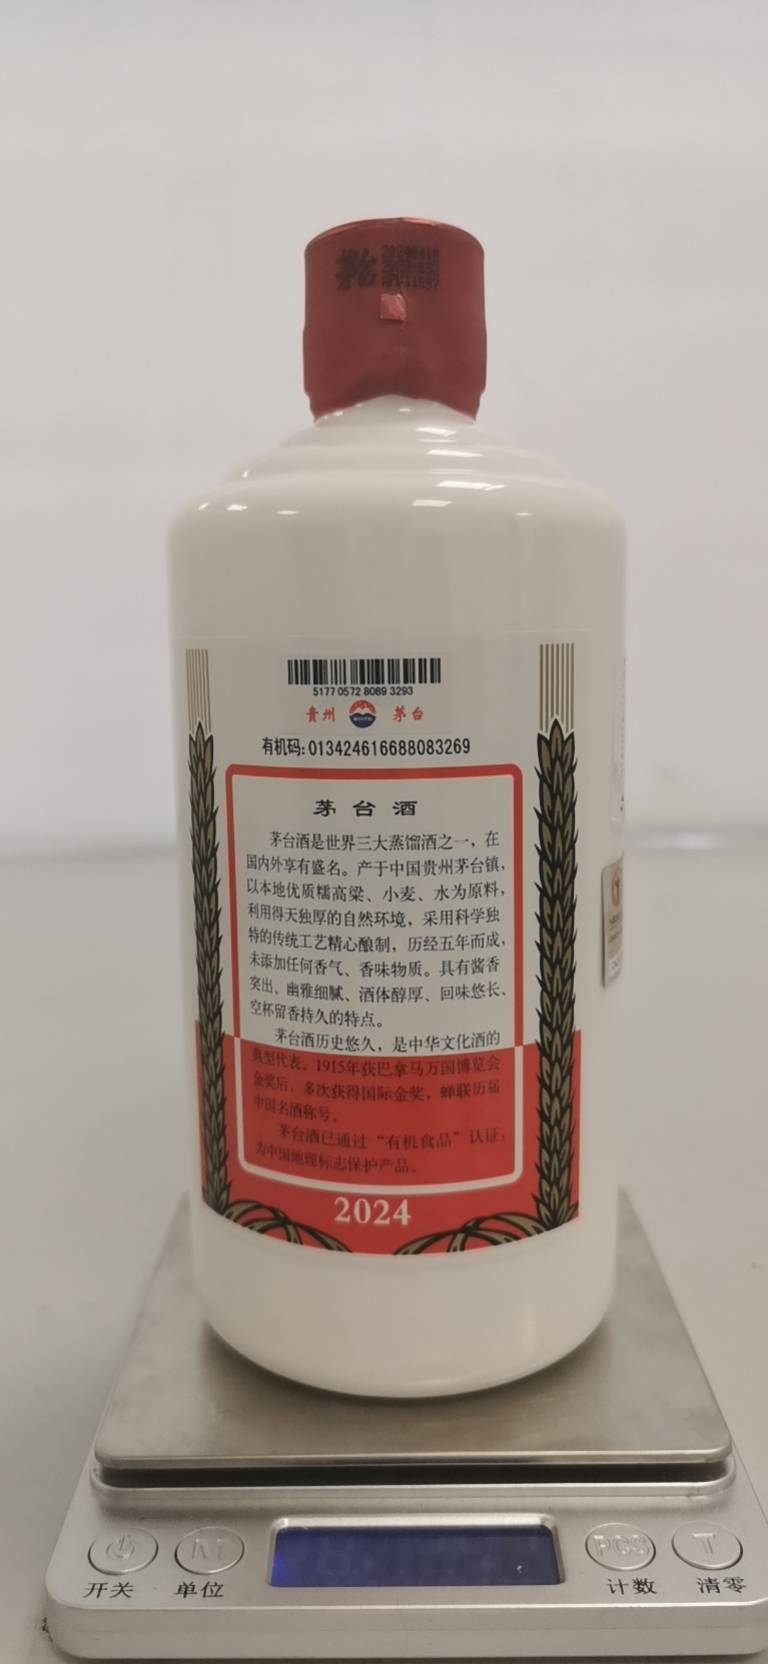 茅台
5177 0572 8089 3293
贵州 茅台
有机码:013424616688083269
茅台酒
茅台酒是世界三大蒸馏酒之一，在
国内外享有盛名。产于中国贵州茅台镇，
以本地优质糯高粱、小麦、水为原料，
利用得天独厚的自然环境，采用科学独
特的传统工艺精心酿制，历经五年而成，
未添加任何香气、香味物质。具有酱香
突出、幽雅细腻、酒体醇厚、回味悠长、
空杯留香持久的特点。
茅台酒历史悠久，是中华文化酒的
典型代表。1915年获巴拿马万国博览会
金奖后，多次获得国际金奖，蝉联历届
中国名酒称号。
茅台酒已通过“有机食品”认证，
为中国地理标志保护产品。
2024
M
PCS
T
开关
单位
计数
清零